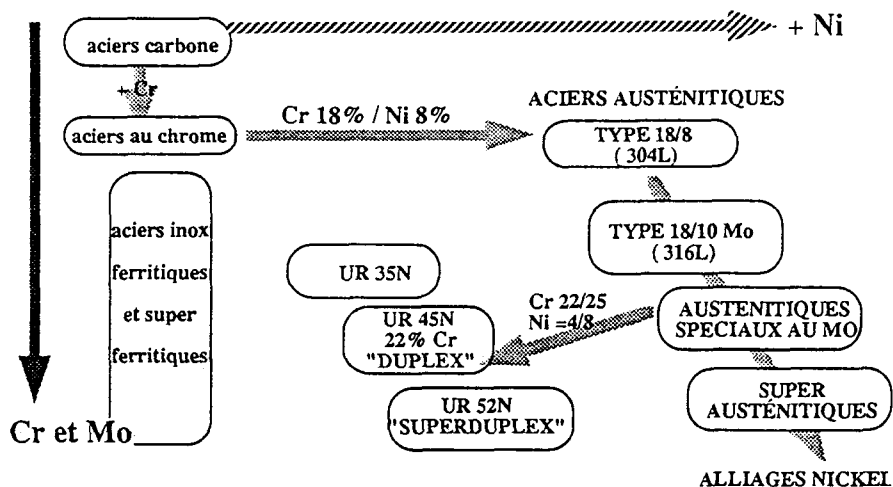 aciers carbone
+ Ni
+ Cr
aciers au chrome
Cr 18% / Ni 8%
ACIERS AUSTÉNITIQUES
TYPE 18/8
( 304L)
TYPE 18/10 Mo
( 316L)
aciers inox
ferritiques
et super
ferritiques
UR 35N
UR 45N
22% Cr
"DUPLEX"
Cr 22/25
Ni =4/8
AUSTENITIQUES
SPECIAUX AU MO
UR 52N
"SUPERDUPLEX"
SUPER
AUSTÉNITIQUES
Cr et Mo
ALLIAGES NICKEL